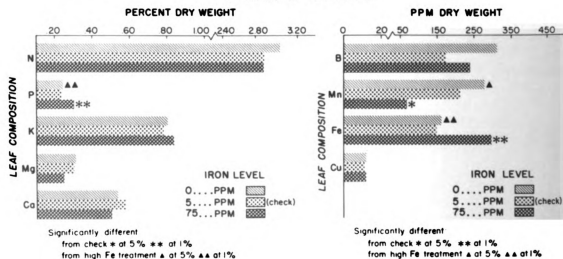 PERCENT DRY WEIGHT
20 40 60 80 100 240 260 280
LEAF COMPOSITION
N
P ▲▲
**
K
Mg
Ca
IRON LEVEL
0....PPM
5....PPM (check)
75...PPM
Significantly different
from check * at 5% ** at 1%
from high Fe treatment ▲ at 5% ▲▲ at 1%
PPM DRY WEIGHT
0 20 50 150 250 350 450
LEAF COMPOSITION
B
Mn ▲
*
Fe ▲▲
**
Cu
IRON LEVEL
0....PPM
5....PPM (check)
75...PPM
Significantly different
from check * at 5% ** at 1%
from high Fe treatment ▲ at 5% ▲▲ at 1%